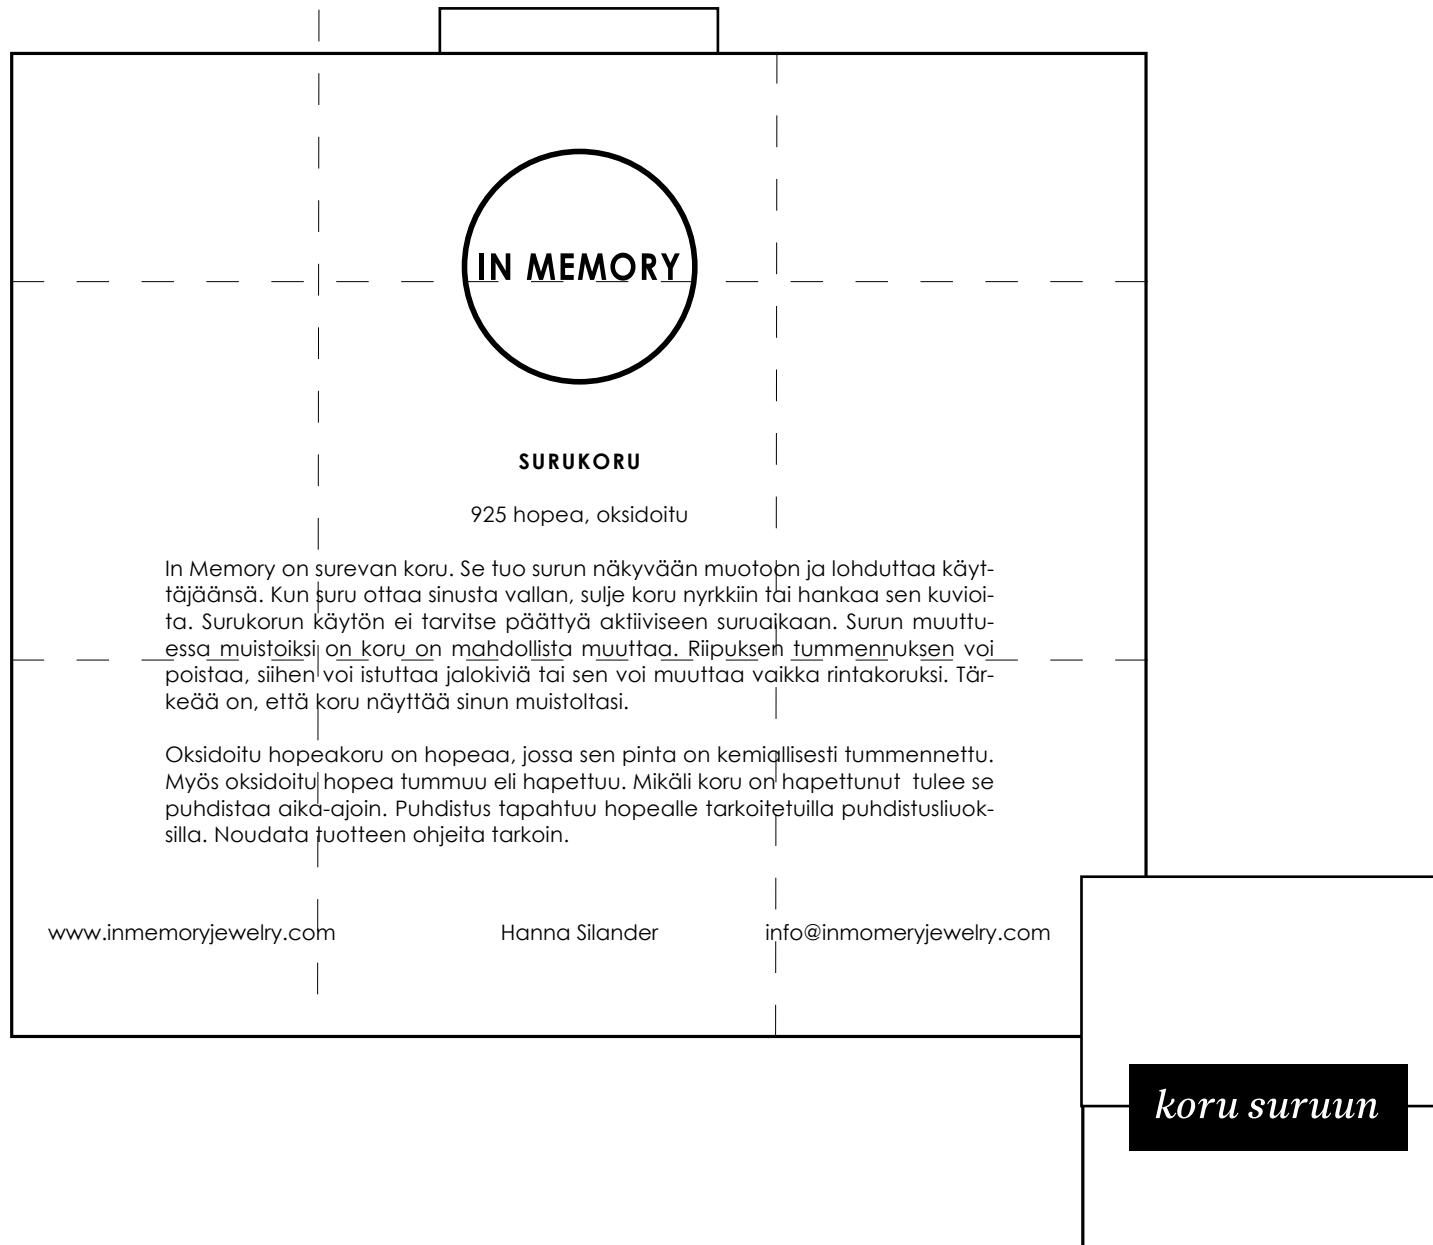 IN MEMORY
SURUKORU
925 hopea, oksidoitu
In Memory on surevan koru. Se tuo surun näkyvään muotoon ja lohduttaa käyt-
täjäänsä. Kun suru ottaa sinusta vallan, sulje koru nyrkkiin tai hankaa sen kuvioi-
ta. Surukorun käytön ei tarvitse päättyä aktiiviseen suruaikaan. Surun muuttu-
essa muistoiksi on koru on mahdollista muuttaa. Riipuksen tummennuksen voi
poistaa, siihen voi istuttaa jalokiviä tai sen voi muuttaa vaikka rintakoruksi. Tär-
keää on, että koru näyttää sinun muistoltasi.
Oksidoitu hopeakoru on hopeaa, jossa sen pinta on kemiallisesti tummennettu.
Myös oksidoitu hopea tummuu eli hapettuu. Mikäli koru on hapettunut  tulee se
puhdistaa aika-ajoin. Puhdistus tapahtuu hopealle tarkoitetuilla puhdistusliuok-
silla. Noudata tuotteen ohjeita tarkoin.
www.inmemoryjewelry.com Hanna Silander info@inmomeryjewelry.com
koru suruun